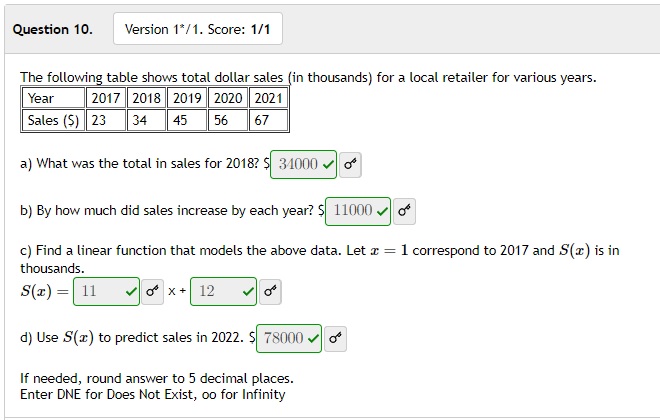 Question 10. Version 1*/1. Score: 1/1
The following table shows total dollar sales (in thousands) for a local retailer for various years.
Year 2017 2018 2019 2020 2021
Sales ($) 23 34 45 56 67
a) What was the total in sales for 2018? $ 34000
b) By how much did sales increase by each year? $ 11000
c) Find a linear function that models the above data. Let x = 1 correspond to 2017 and S(x) is in
thousands.
S(x) = 11 x + 12
d) Use S(x) to predict sales in 2022. $ 78000
If needed, round answer to 5 decimal places.
Enter DNE for Does Not Exist, oo for Infinity